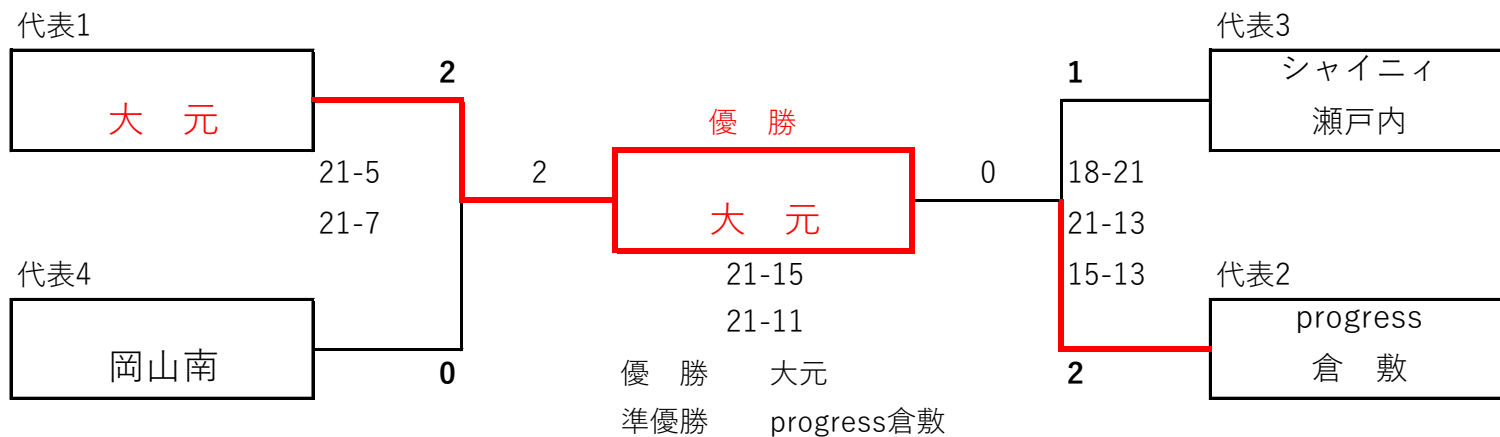 代表1
代表3
大　元
2
1
シャイニィ
瀬戸内
優　勝
21-5
21-7
2
大　元
0
18-21
21-13
15-13
代表4
代表2
岡山南
0
21-15
21-11
2
progress
倉　敷
優　勝　　大元
準優勝　　progress倉敷